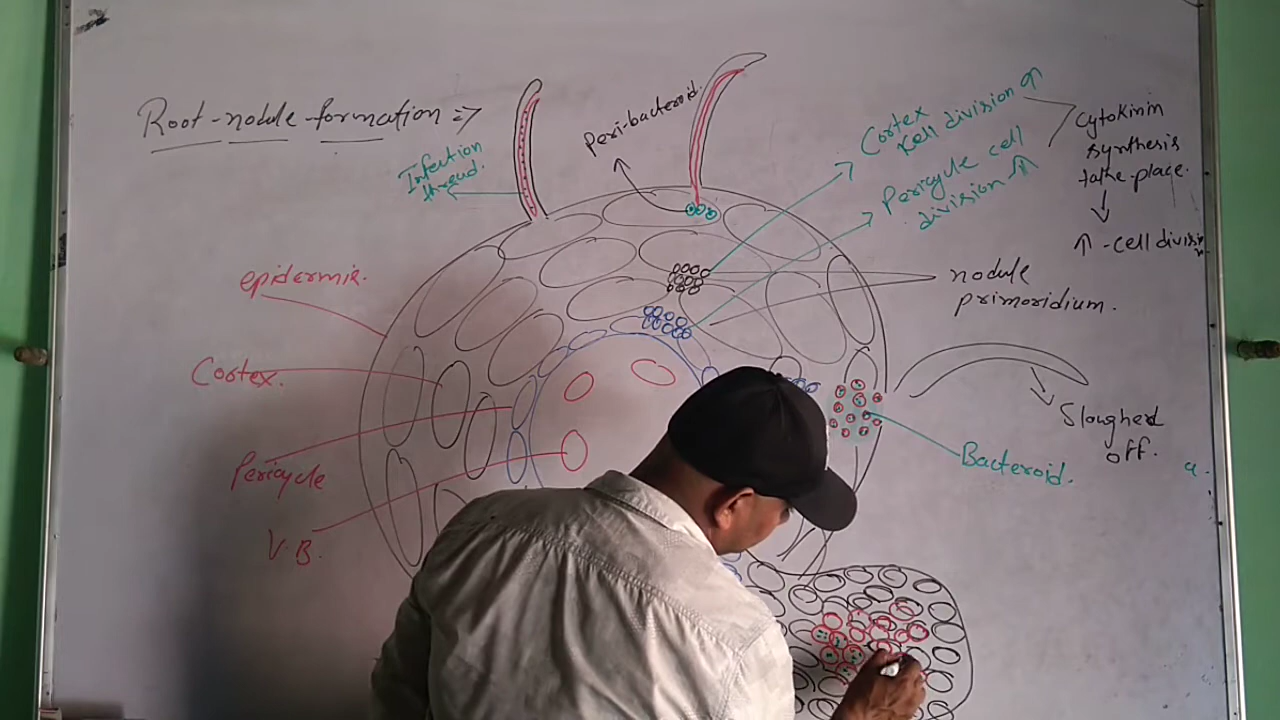 Root-nodule-formation =>
Infection
thread.
Peri-bacteroid.
Cortex
cell division ↑
Pericycle cell
division ↑
Cytokinin
synthesis
take-place.
↓
↑ -cell divisi
nodule
primoridium.
epidermis.
Cortex.
Pericycle
V.B.
Sloughed
off.
Bacteroid.